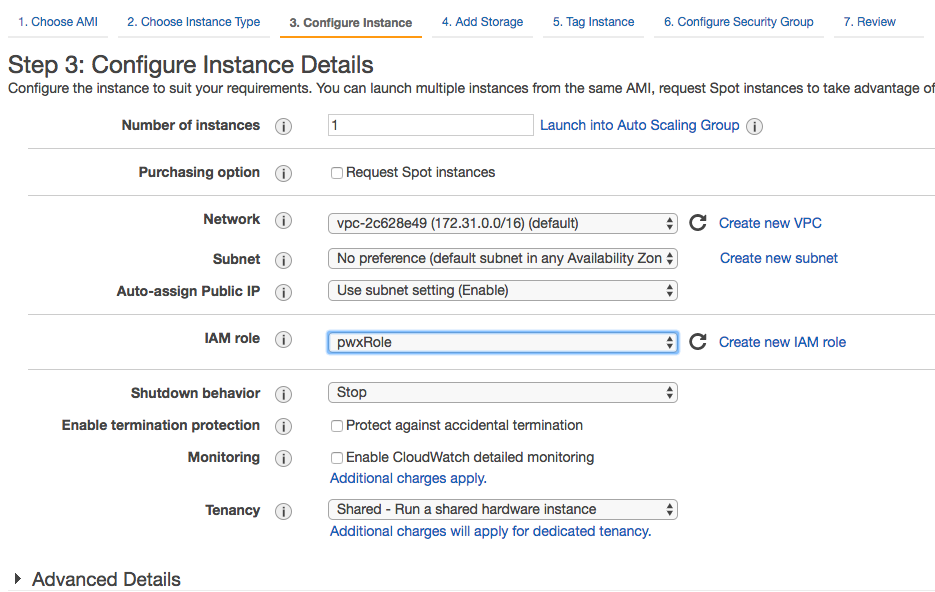 1. Choose AMI 2. Choose Instance Type 3. Configure Instance 4. Add Storage 5. Tag Instance 6. Configure Security Group 7. Review
Step 3: Configure Instance Details
Configure the instance to suit your requirements. You can launch multiple instances from the same AMI, request Spot instances to take advantage of
Number of instances i 1 Launch into Auto Scaling Group i
Purchasing option i Request Spot instances
Network i vpc-2c628e49 (172.31.0.0/16) (default) Create new VPC
Subnet i No preference (default subnet in any Availability Zon Create new subnet
Auto-assign Public IP i Use subnet setting (Enable)
IAM role i pwxRole Create new IAM role
Shutdown behavior i Stop
Enable termination protection i Protect against accidental termination
Monitoring i Enable CloudWatch detailed monitoring
Additional charges apply.
Tenancy i Shared - Run a shared hardware instance
Additional charges will apply for dedicated tenancy.
Advanced Details